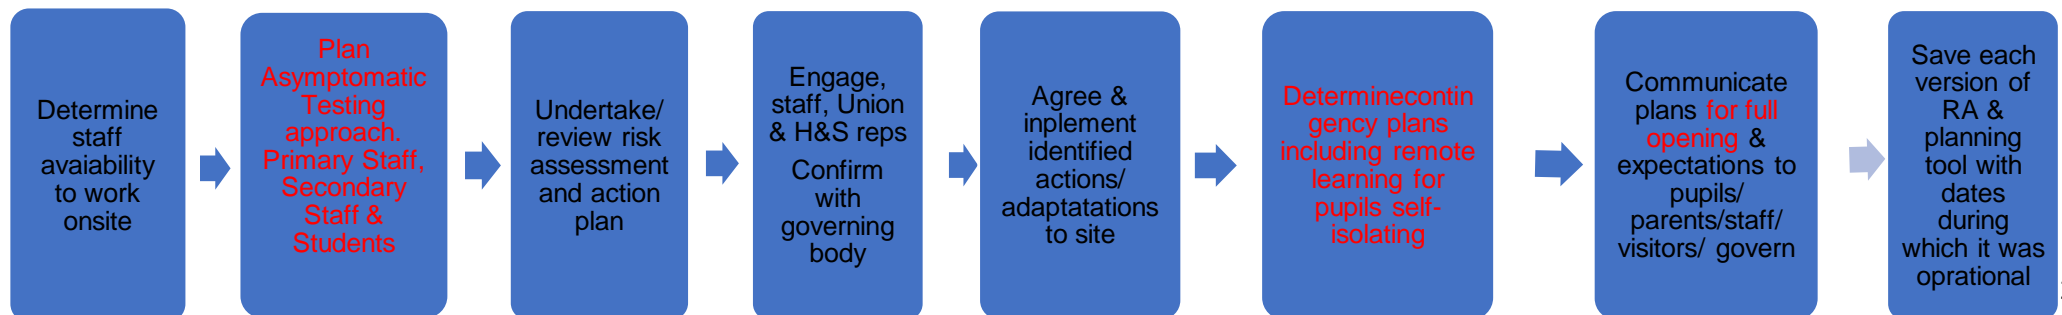 Determine
staff
avaiability
to work
onsite
Plan
Asymptomatic
Testing
approach.
Primary Staff,
Secondary
Staff &
Students
Undertake/
review risk
assessment
and action
plan
Engage,
staff, Union
& H&S reps
Confirm
with
governing
body
Agree &
inplement
identified
actions/
adaptatations
to site
Determinecontin
gency plans
including remote
learning for
pupils self-
isolating
Communicate
plans for full
opening &
expectations to
pupils/
parents/staff/
visitors/ govern
Save each
version of
RA &
planning
tool with
dates
during
which it was
oprational